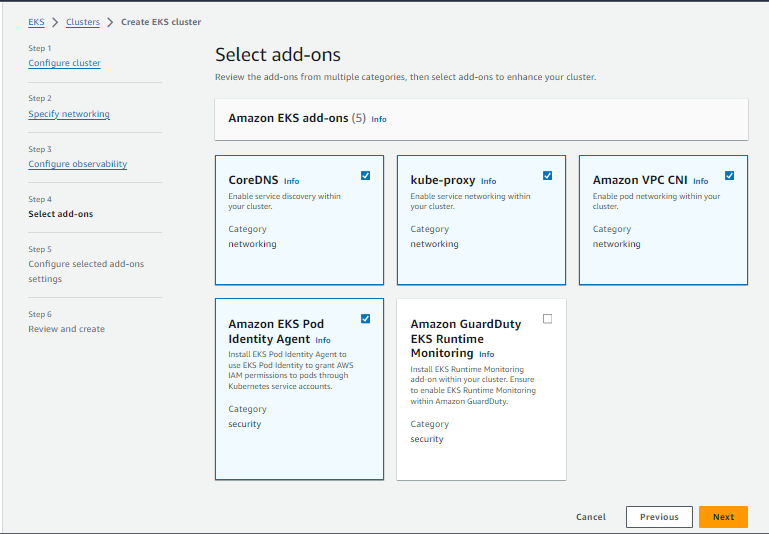 EKS > Clusters > Create EKS cluster
Step 1
Configure cluster
Step 2
Specify networking
Step 3
Configure observability
Step 4
Select add-ons
Step 5
Configure selected add-ons
settings
Step 6
Review and create
Select add-ons
Review the add-ons from multiple categories, then select add-ons to enhance your cluster.
Amazon EKS add-ons (5) Info
CoreDNS Info
Enable service discovery within
your cluster.
Category
networking
kube-proxy Info
Enable service networking within
your cluster.
Category
networking
Amazon VPC CNI Info
Enable pod networking within your
cluster.
Category
networking
Amazon EKS Pod
Identity Agent Info
Install EKS Pod Identity Agent to
use EKS Pod Identity to grant AWS
IAM permissions to pods through
Kubernetes service accounts.
Category
security
Amazon GuardDuty
EKS Runtime
Monitoring Info
Install EKS Runtime Monitoring
add-on within your cluster. Ensure
to enable EKS Runtime Monitoring
within Amazon GuardDuty.
Category
security
Cancel
Previous
Next